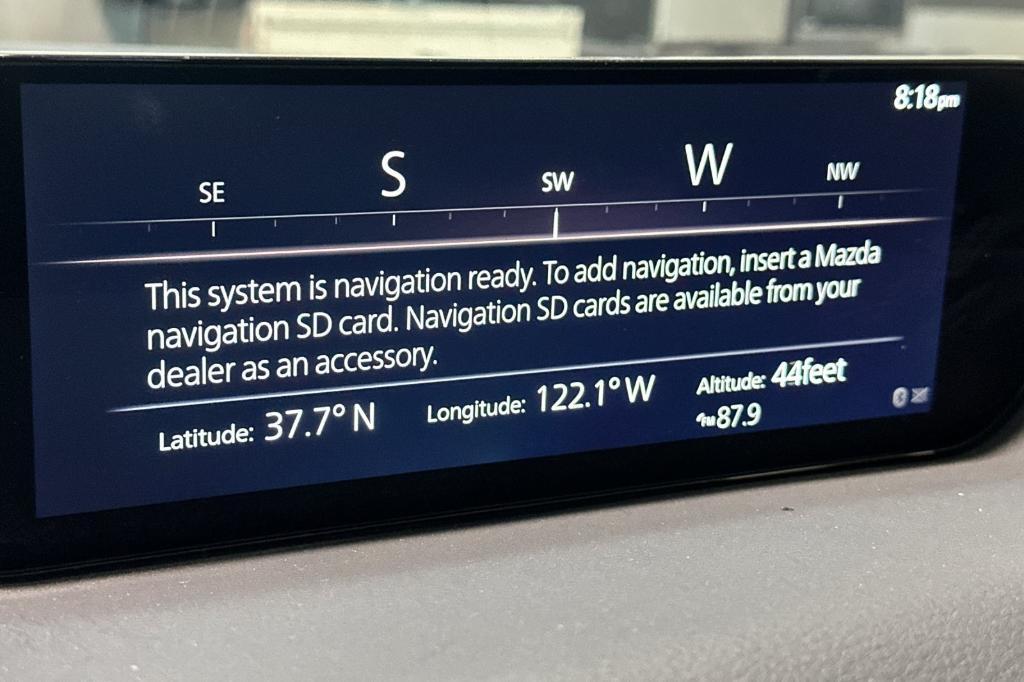 8:18pm
SE S SW W NW
This system is navigation ready. To add navigation, insert a Mazda
navigation SD card. Navigation SD cards are available from your
dealer as an accessory.
Latitude: 37.7° N Longitude: 122.1° W Altitude: 44feet
FM 87.9